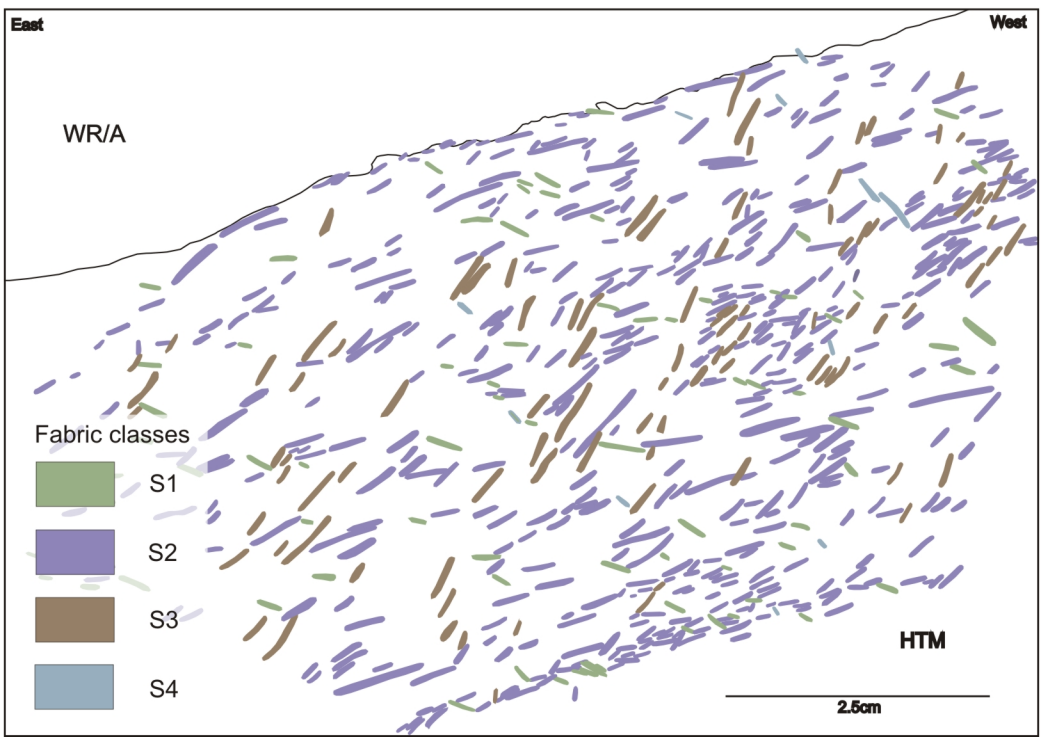 East
West
WR/A
Fabric classes
S1
S2
S3
S4
HTM
2.5cm